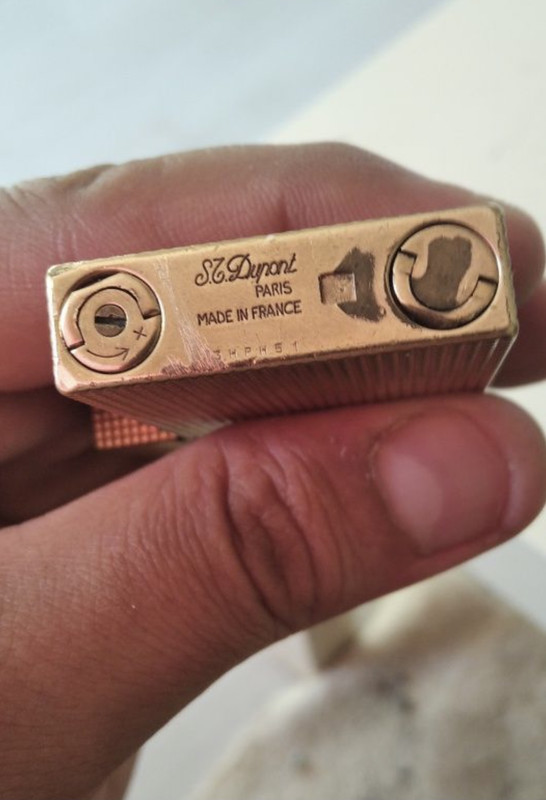 S.T. Dupont
PARIS
MADE IN FRANCE
+